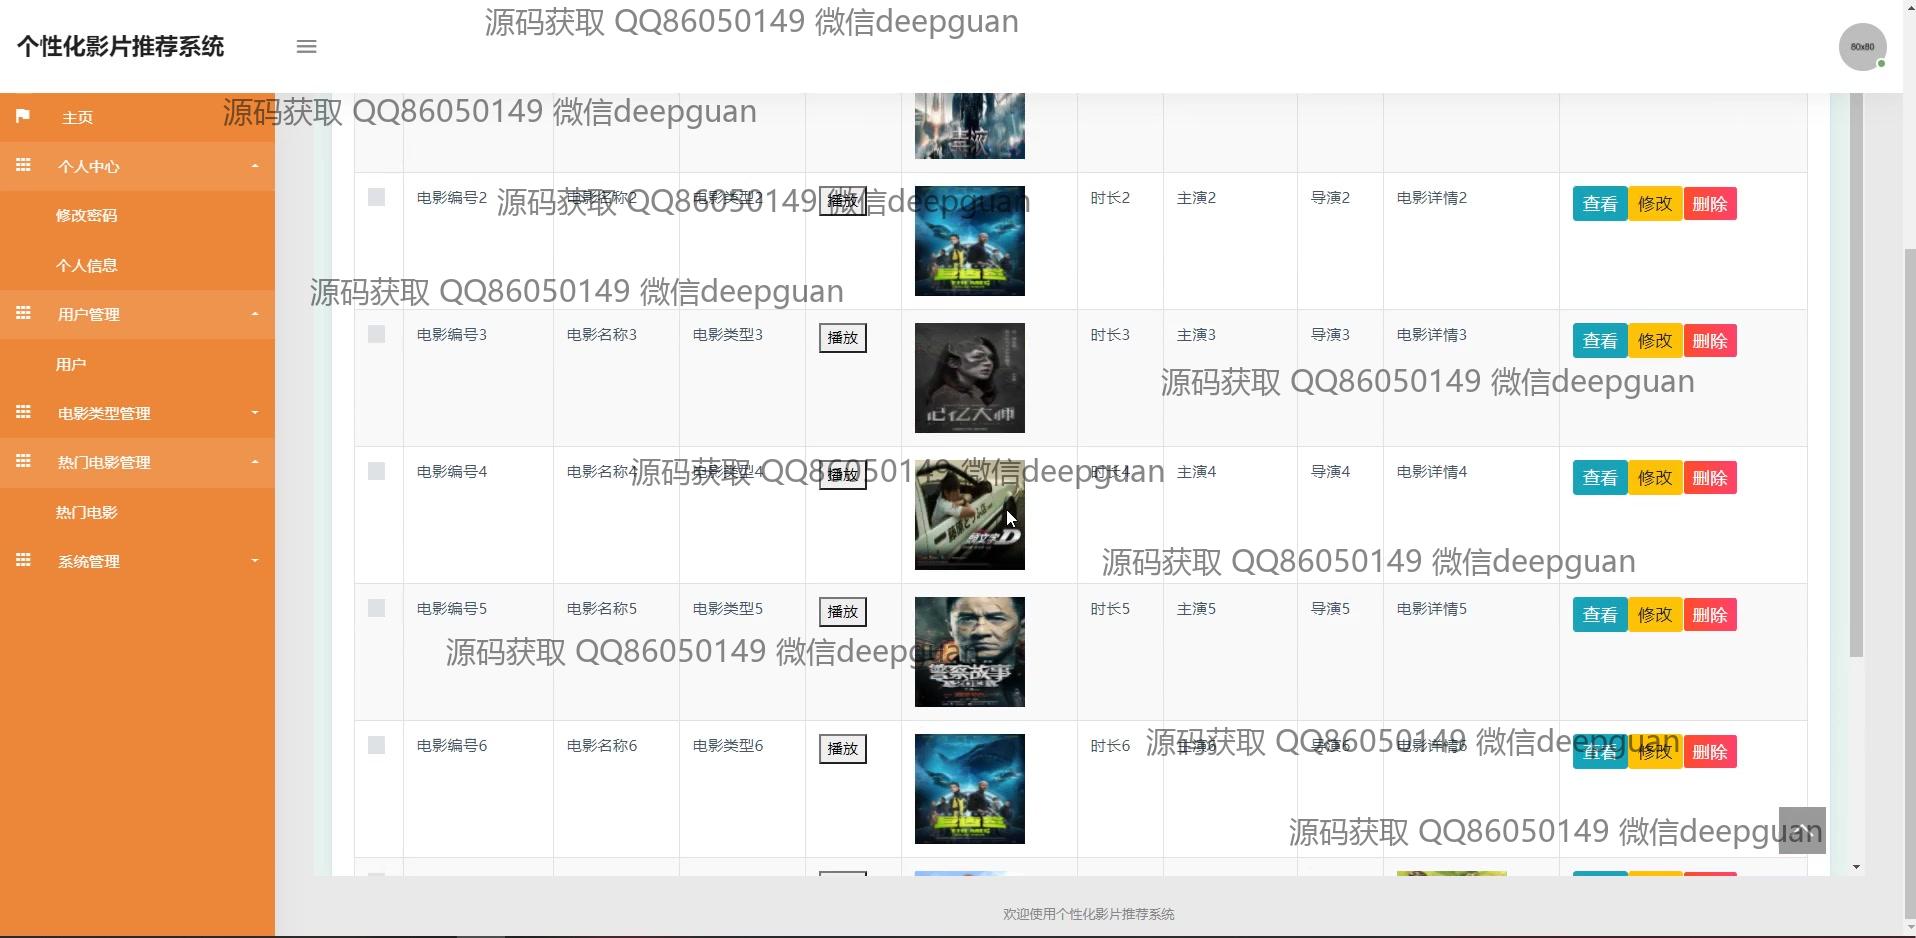 源码获取 QQ86050149 微信deepguan
个性化影片推荐系统
80x80
主页
源码获取 QQ86050149 微信deepguan
毒液
个人中心
修改密码
个人信息
用户管理
用户
电影类型管理
热门电影管理
热门电影
系统管理
电影编号2 电影名称2 电影类型2 播放 时长2 主演2 导演2 电影详情2 查看 修改 删除
源码获取 QQ86050149 微信deepguan
THE MEG
源码获取 QQ86050149 微信deepguan
电影编号3 电影名称3 电影类型3 播放 时长3 主演3 导演3 电影详情3 查看 修改 删除
源码获取 QQ86050149 微信deepguan
记忆大师
电影编号4 电影名称4 电影类型4 播放 时长4 主演4 导演4 电影详情4 查看 修改 删除
源码获取 QQ86050149 微信deepguan
头文字D
源码获取 QQ86050149 微信deepguan
电影编号5 电影名称5 电影类型5 播放 时长5 主演5 导演5 电影详情5 查看 修改 删除
源码获取 QQ86050149 微信deepguan
警察故事
2013
电影编号6 电影名称6 电影类型6 播放 时长6 主演6 导演6 电影详情6 查看 修改 删除
源码获取 QQ86050149 微信deepguan
THE MEG
源码获取 QQ86050149 微信deepguan
欢迎使用个性化影片推荐系统